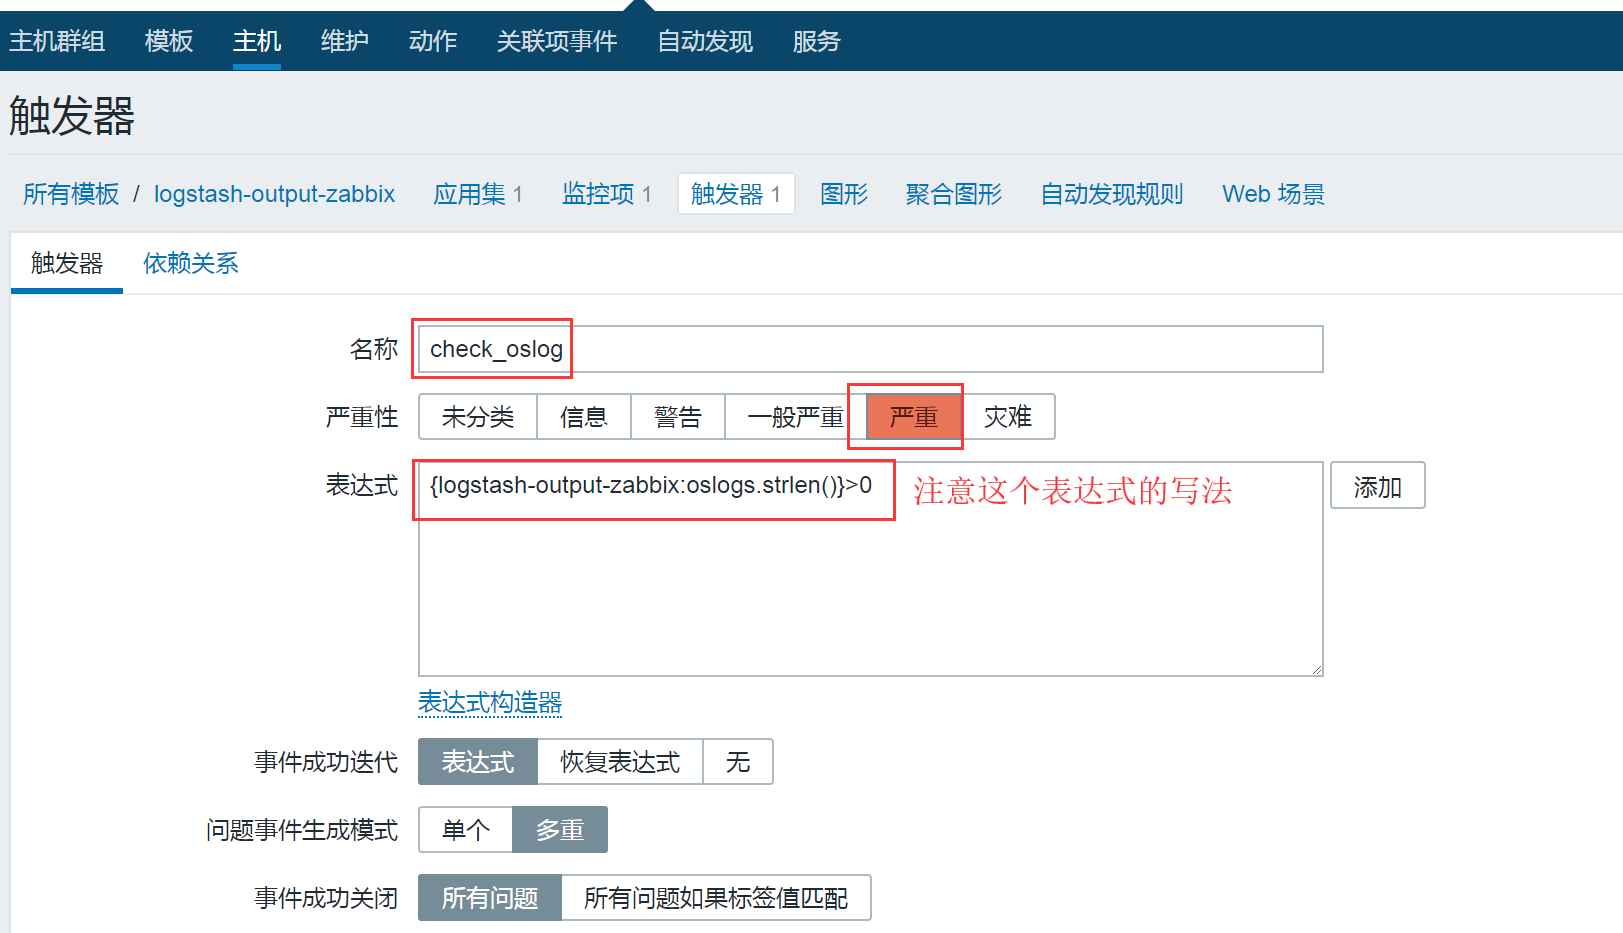 主机群组 模板 主机 维护 动作 关联项事件 自动发现 服务
触发器
所有模板 / logstash-output-zabbix 应用集 1 监控项 1 触发器 1 图形 聚合图形 自动发现规则 Web 场景
触发器 依赖关系
名称 check_oslog
严重性 未分类 信息 警告 一般严重 严重 灾难
表达式 {logstash-output-zabbix:oslogs.strlen()}>0 注意这个表达式的写法 添加
表达式构造器
事件成功迭代 表达式 恢复表达式 无
问题事件生成模式 单个 多重
事件成功关闭 所有问题 所有问题如果标签值匹配